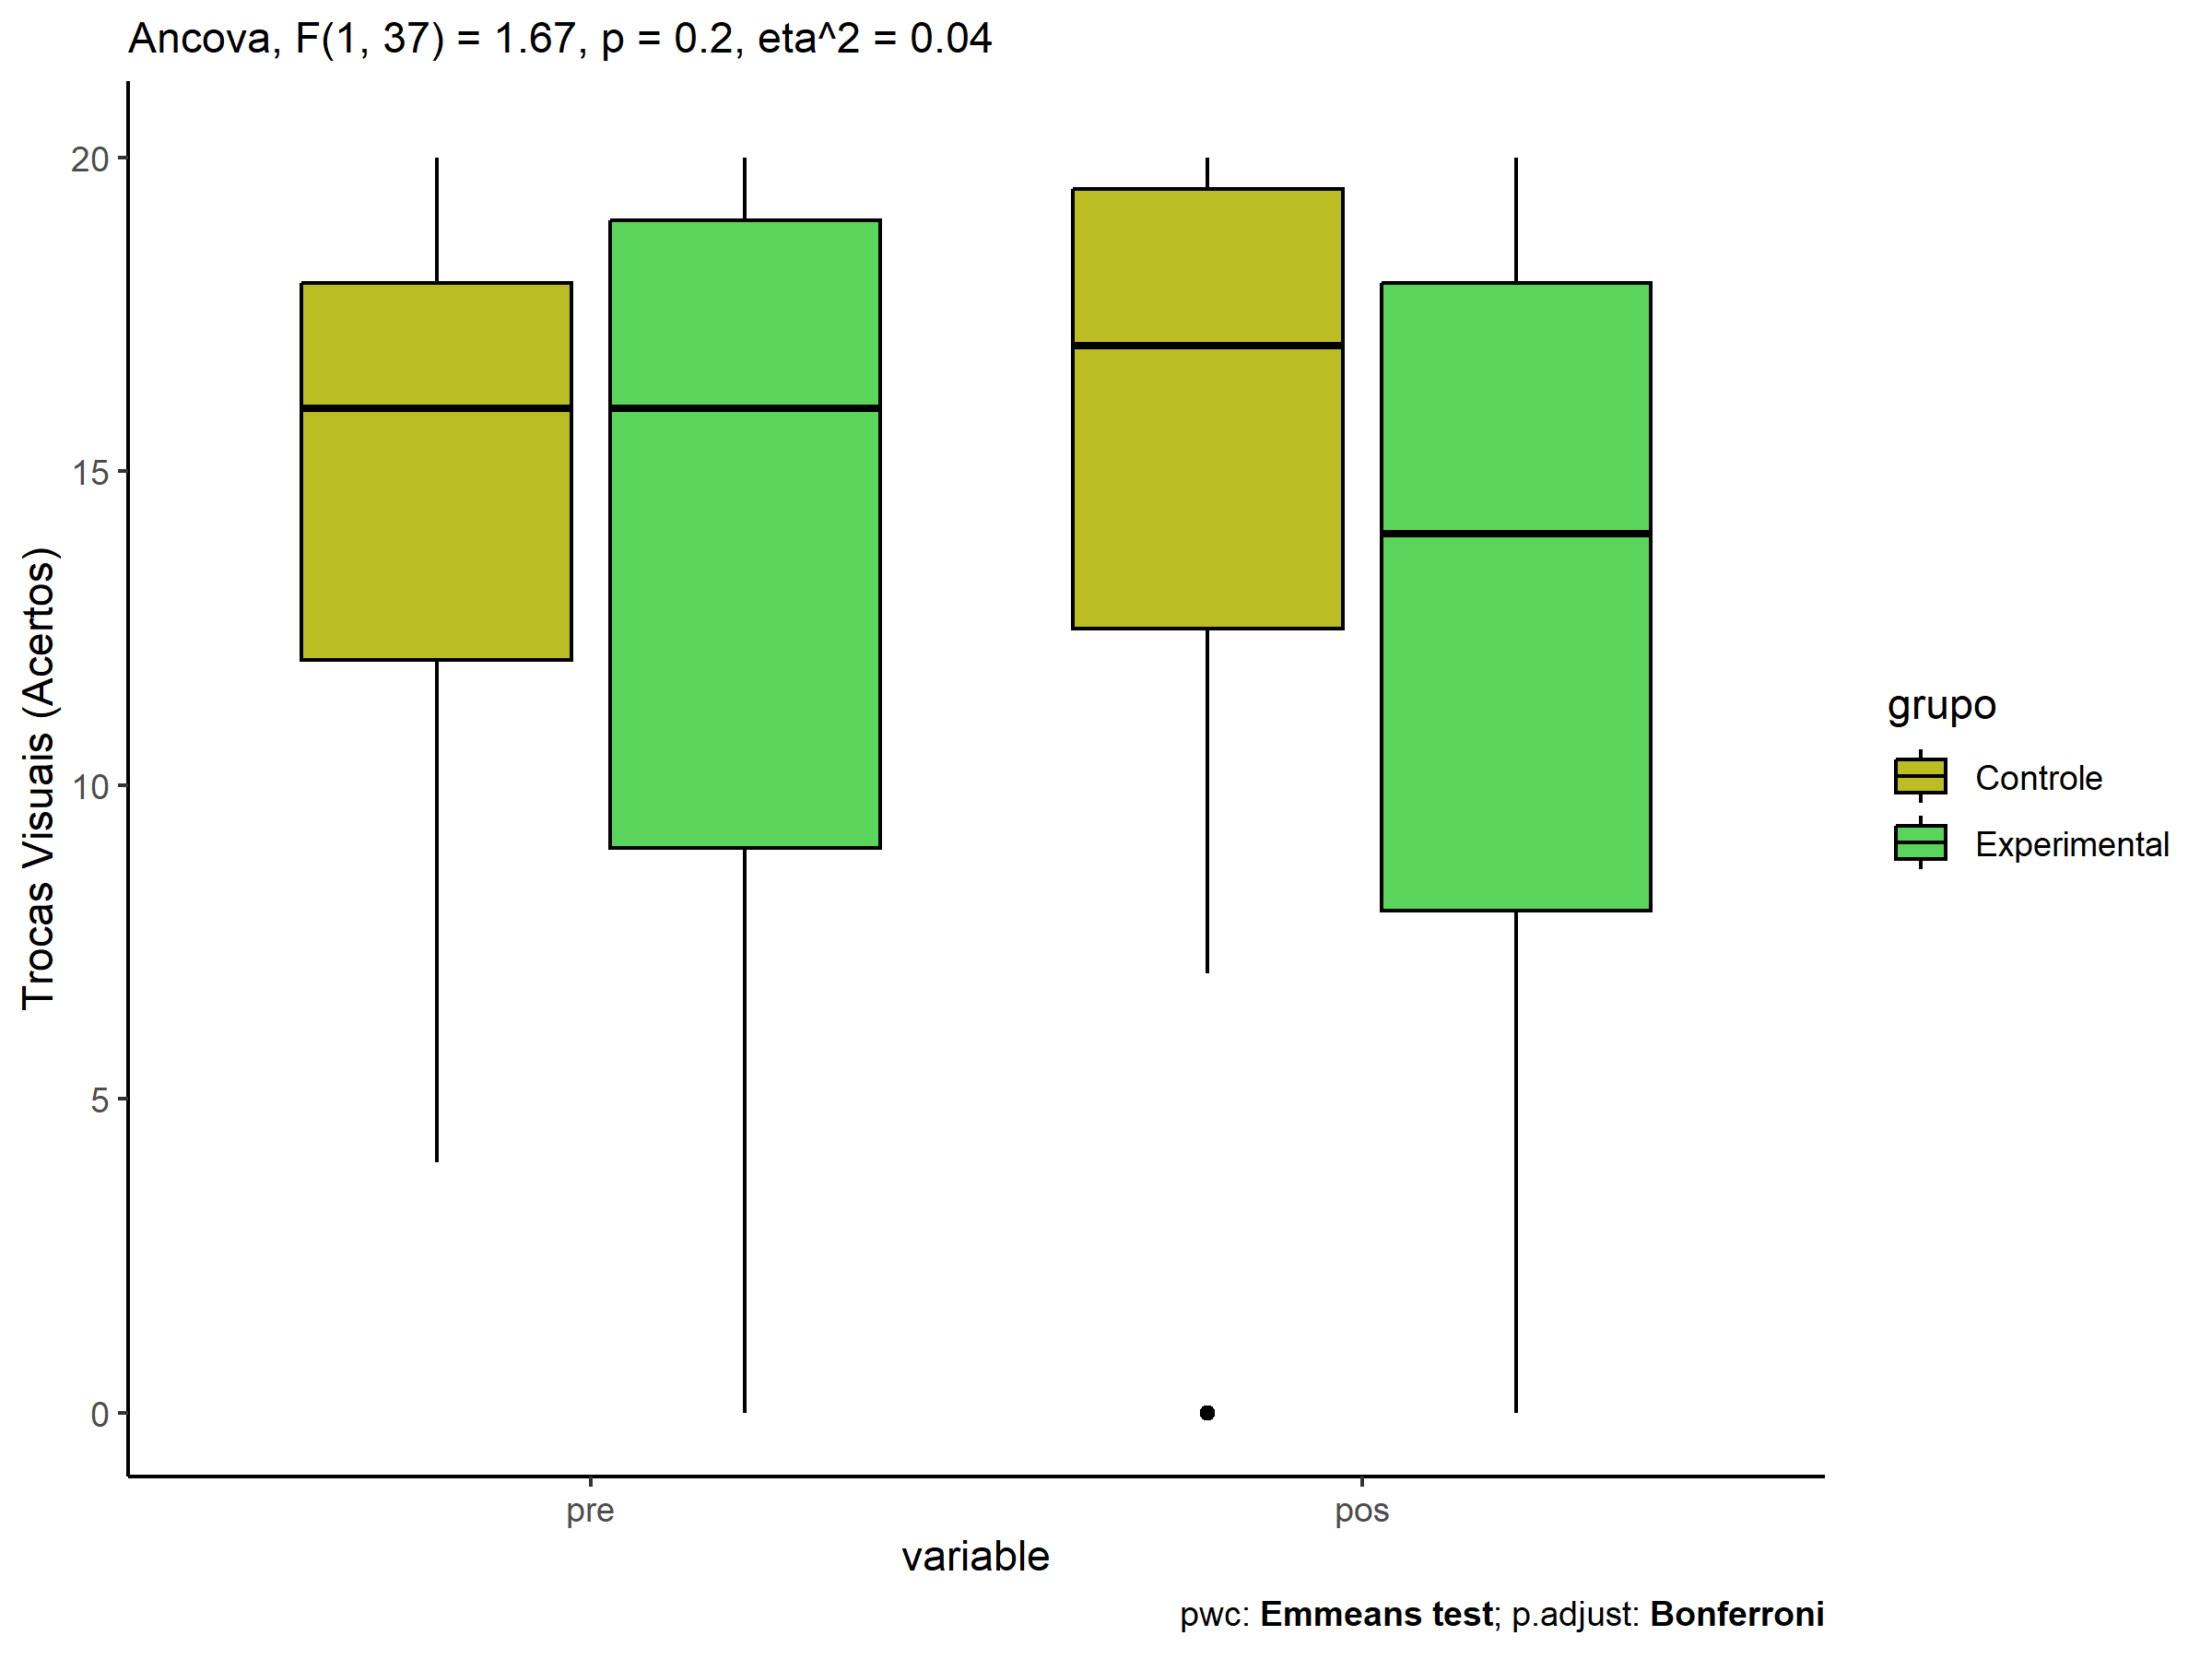 Ancova, F(1, 37) = 1.67, p = 0.2, eta^2 = 0.04
Trocas Visuais (Acertos)
20
15
10
5
0
pre
pos
variable
grupo
Controle
Experimental
pwc: Emmeans test; p.adjust: Bonferroni